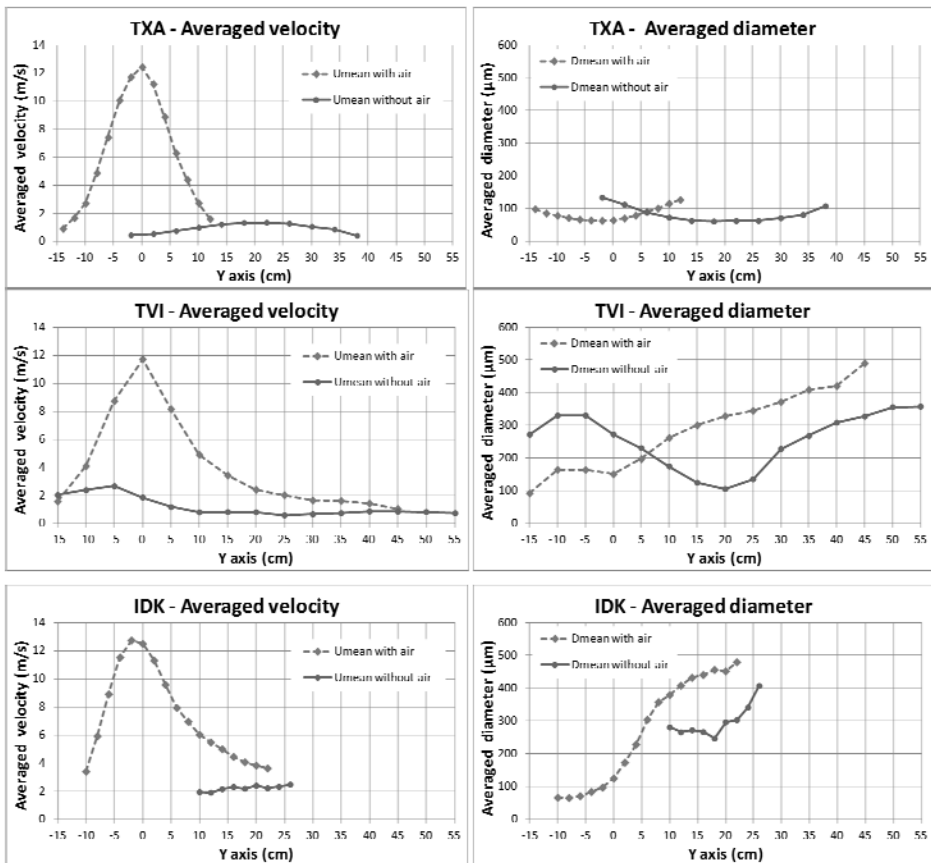 TXA - Averaged velocity
Averaged velocity (m/s)
14
12
10
8
6
4
2
0
Umean with air
Umean without air
-15 -10 -5 0 5 10 15 20 25 30 35 40 45 50 55
Y axis (cm)
TXA - Averaged diameter
Averaged diameter (µm)
600
500
400
300
200
100
0
Dmean with air
Dmean without air
-15 -10 -5 0 5 10 15 20 25 30 35 40 45 50 55
Y axis (cm)
TVI - Averaged velocity
Averaged velocity (m/s)
14
12
10
8
6
4
2
0
Umean with air
Umean without air
15 10 5 0 5 10 15 20 25 30 35 40 45 50 55
Y axis (cm)
TVI - Averaged diameter
Averaged diameter (µm)
600
500
400
300
200
100
0
Dmean with air
Dmean without air
-15 -10 -5 0 5 10 15 20 25 30 35 40 45 50 55
Y axis (cm)
IDK - Averaged velocity
Averaged velocity (m/s)
14
12
10
8
6
4
2
0
Umean with air
Umean without air
-15 -10 -5 0 5 10 15 20 25 30 35 40 45 50 55
Y axis (cm)
IDK - Averaged diameter
Averaged diameter (µm)
600
500
400
300
200
100
0
Dmean with air
Dmean without air
-15 -10 -5 0 5 10 15 20 25 30 35 40 45 50 55
Y axis (cm)